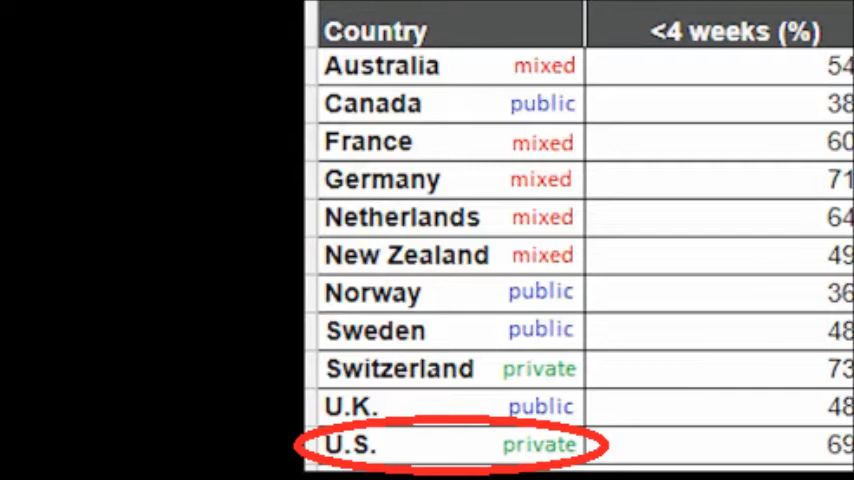 Country <4 weeks (%)
Australia mixed 54
Canada public 38
France mixed 60
Germany mixed 71
Netherlands mixed 64
New Zealand mixed 49
Norway public 36
Sweden public 48
Switzerland private 73
U.K. public 48
U.S. private 69